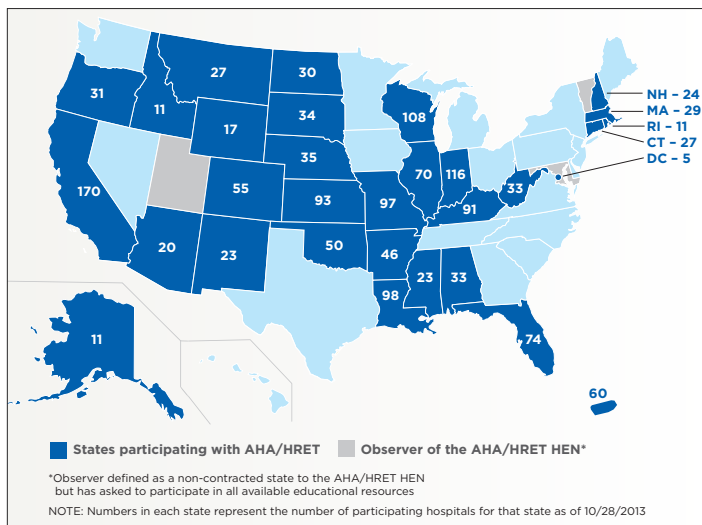 27
30
31
11
34
NH – 24
MA – 29
RI – 11
CT – 27
DC – 5
17
108
35
170
55
70
116
33
93
97
91
20
23
50
46
23
33
98
74
11
60
States participating with AHA/HRET
Observer of the AHA/HRET HEN*
*Observer defined as a non-contracted state to the AHA/HRET HEN
but has asked to participate in all available educational resources
NOTE: Numbers in each state represent the number of participating hospitals for that state as of 10/28/2013